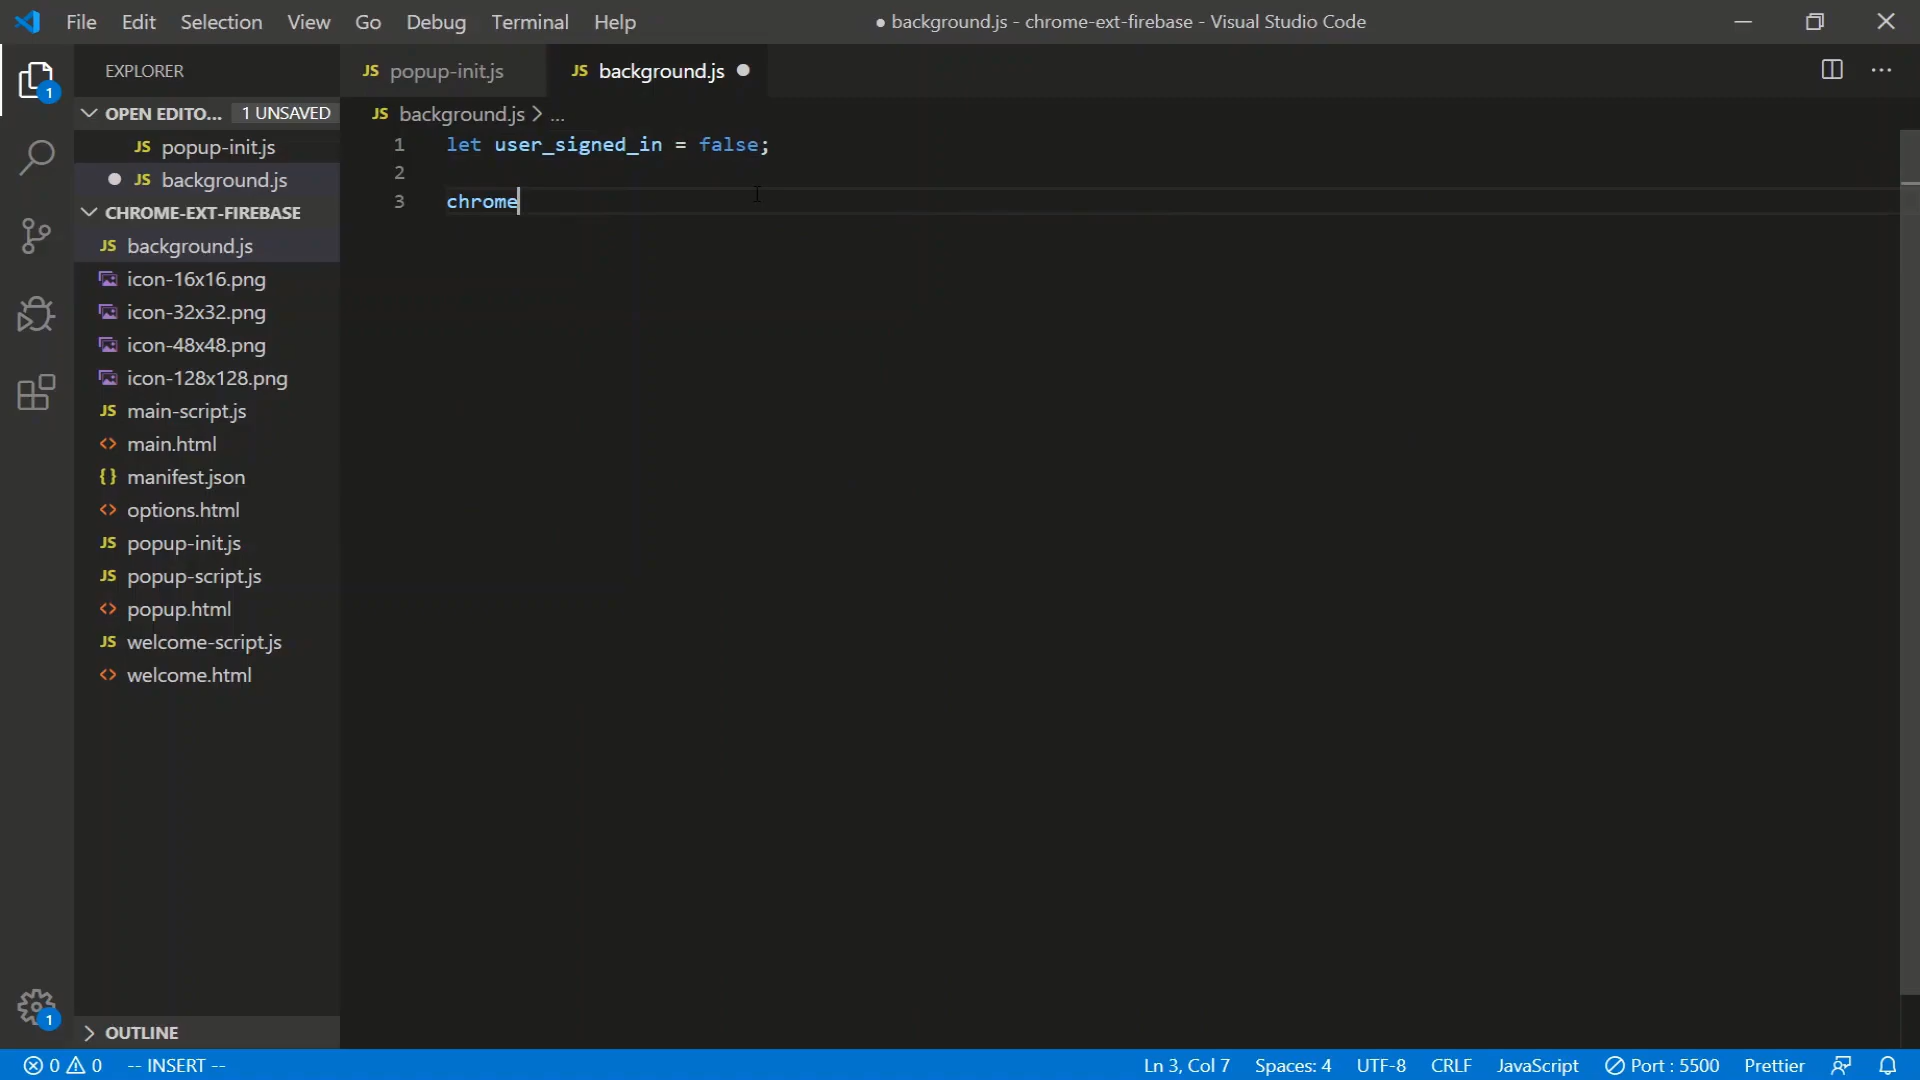 File Edit Selection View Go Debug Terminal Help
● background.js - chrome-ext-firebase - Visual Studio Code
EXPLORER
JS popup-init.js
JS background.js ●
1
OPEN EDITO... 1 UNSAVED
JS background.js > ...
JS popup-init.js
● JS background.js
CHROME-EXT-FIREBASE
JS background.js
icon-16x16.png
icon-32x32.png
icon-48x48.png
icon-128x128.png
JS main-script.js
<> main.html
{} manifest.json
<> options.html
JS popup-init.js
JS popup-script.js
<> popup.html
JS welcome-script.js
<> welcome.html
1 let user_signed_in = false;
2
3 chrome
1
OUTLINE
0 0 -- INSERT -- Ln 3, Col 7 Spaces: 4 UTF-8 CRLF JavaScript Port : 5500 Prettier